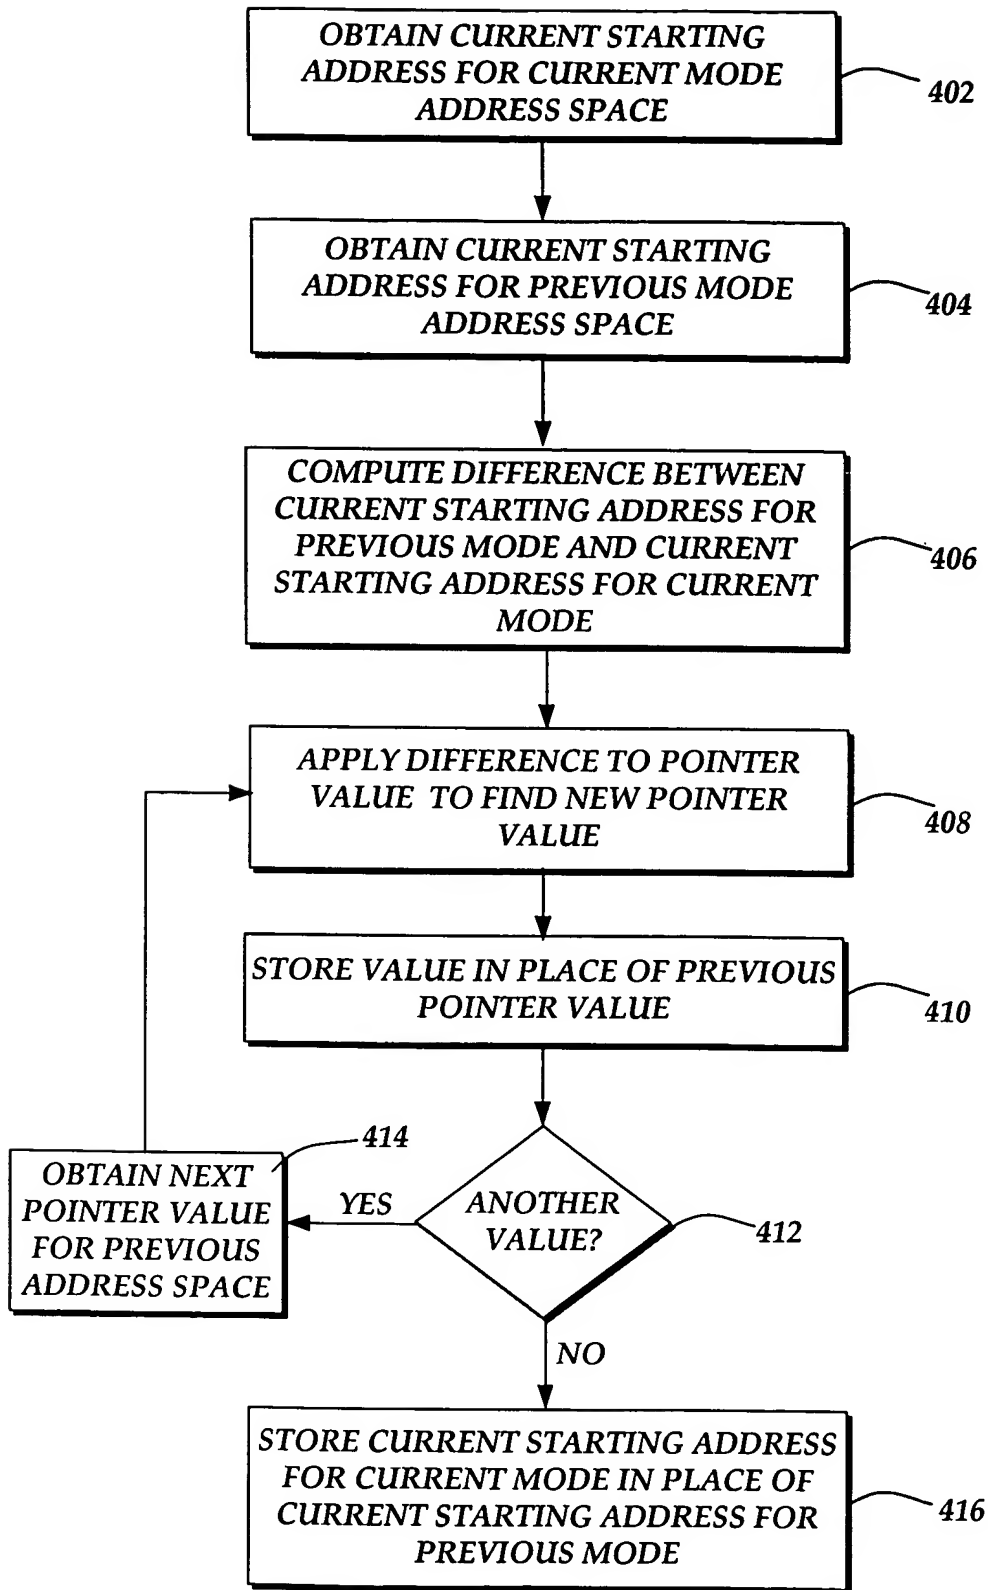 OBTAIN CURRENT STARTING
ADDRESS FOR CURRENT MODE
ADDRESS SPACE
402
OBTAIN CURRENT STARTING
ADDRESS FOR PREVIOUS MODE
ADDRESS SPACE
404
COMPUTE DIFFERENCE BETWEEN
CURRENT STARTING ADDRESS FOR
PREVIOUS MODE AND CURRENT
STARTING ADDRESS FOR CURRENT
MODE
406
APPLY DIFFERENCE TO POINTER
VALUE TO FIND NEW POINTER
VALUE
408
STORE VALUE IN PLACE OF PREVIOUS
POINTER VALUE
410
ANOTHER
VALUE?
412
YES
414
OBTAIN NEXT
POINTER VALUE
FOR PREVIOUS
ADDRESS SPACE
NO
STORE CURRENT STARTING ADDRESS
FOR CURRENT MODE IN PLACE OF
CURRENT STARTING ADDRESS FOR
PREVIOUS MODE
416